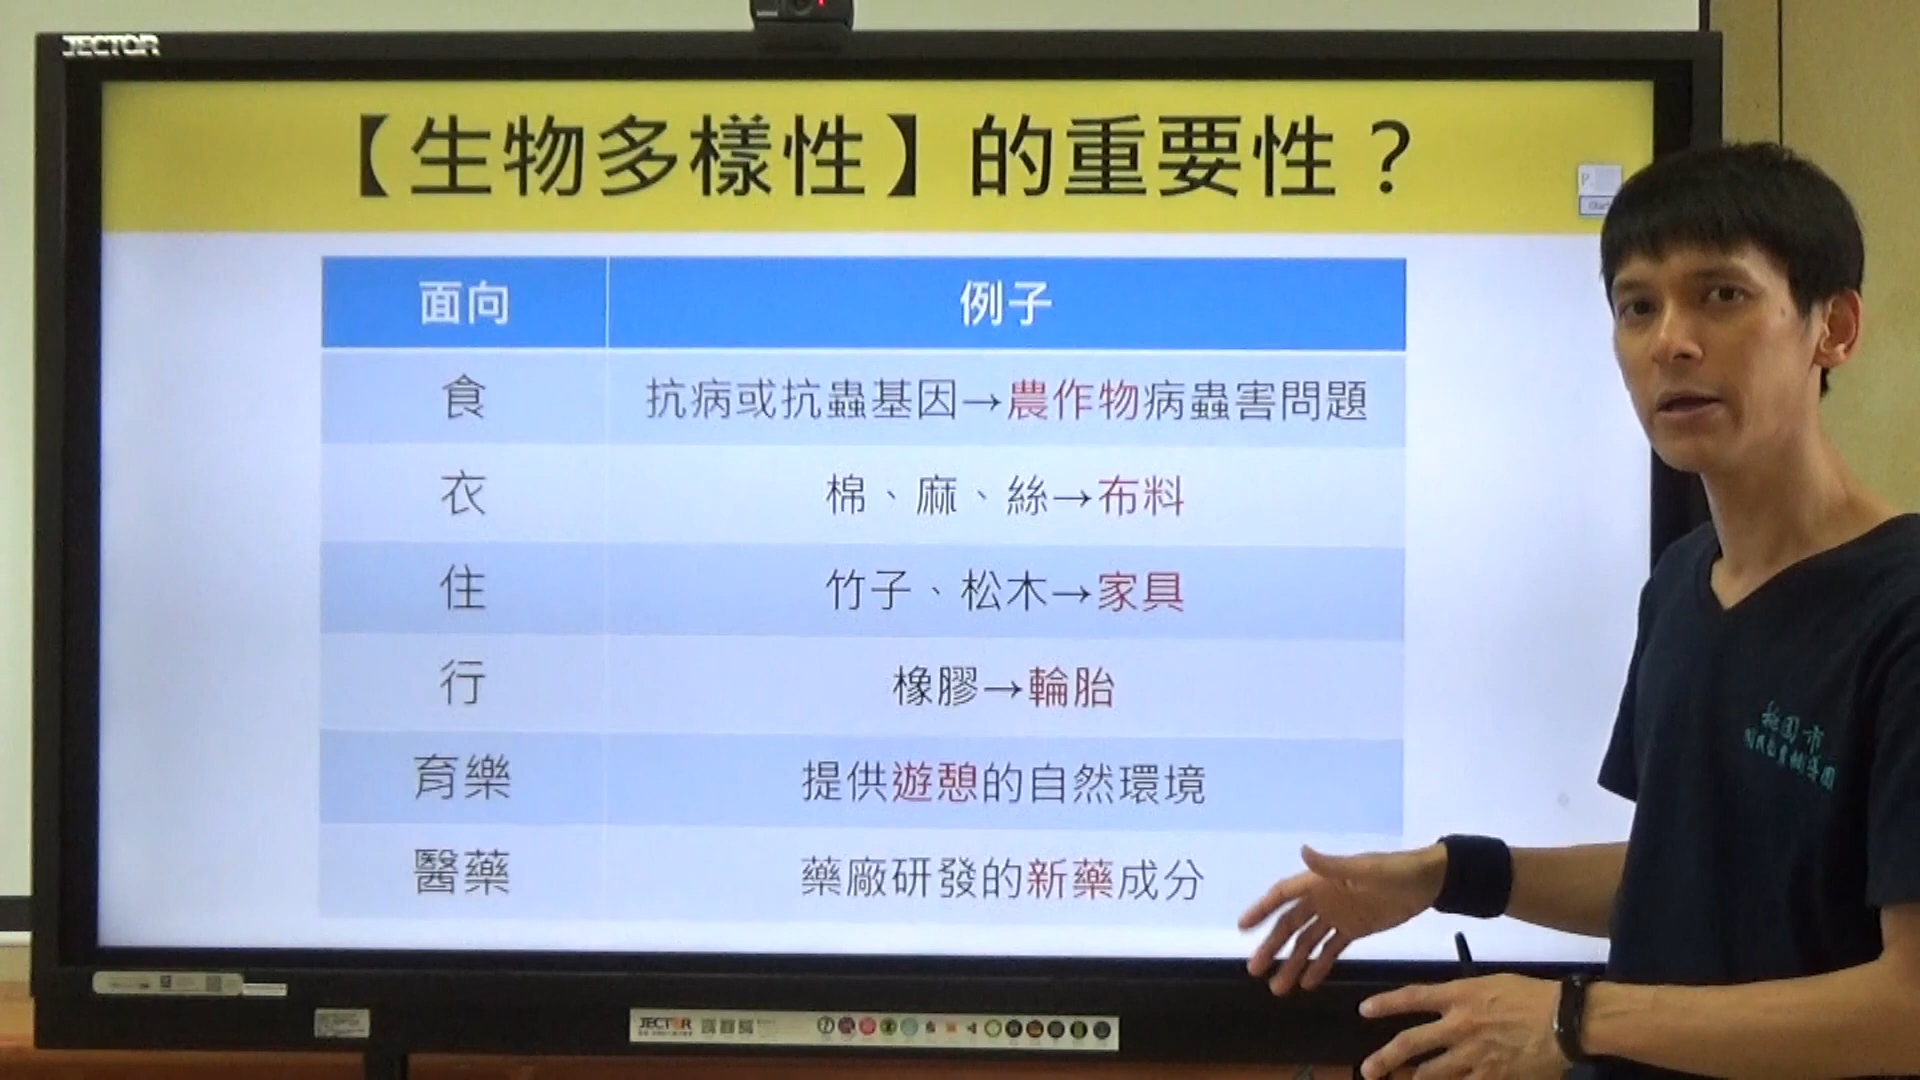 JECTOR
【生物多樣性】的重要性？
面向 例子
食 抗病或抗蟲基因→農作物病蟲害問題
衣 棉、麻、絲→布料
住 竹子、松木→家具
行 橡膠→輪胎
育樂 提供遊憩的自然環境
醫藥 藥廠研發的新藥成分
桃園市
JECTOR